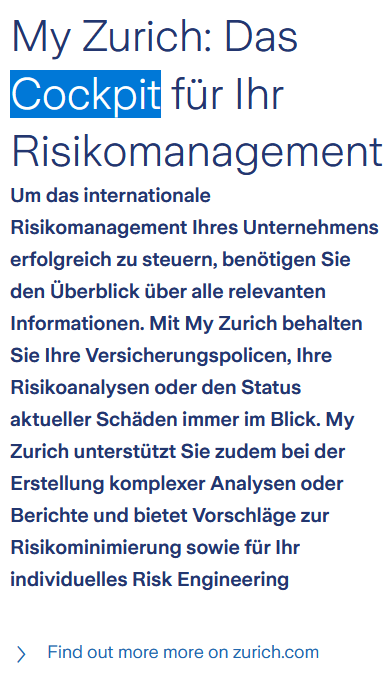 My Zurich: Das
Cockpit für Ihr
Risikomanagement
Um das internationale
Risikomanagement Ihres Unternehmens
erfolgreich zu steuern, benötigen Sie
den Überblick über alle relevanten
Informationen. Mit My Zurich behalten
Sie Ihre Versicherungspolicen, Ihre
Risikoanalysen oder den Status
aktueller Schäden immer im Blick. My
Zurich unterstützt Sie zudem bei der
Erstellung komplexer Analysen oder
Berichte und bietet Vorschläge zur
Risikominimierung sowie für Ihr
individuelles Risk Engineering
Find out more more on zurich.com